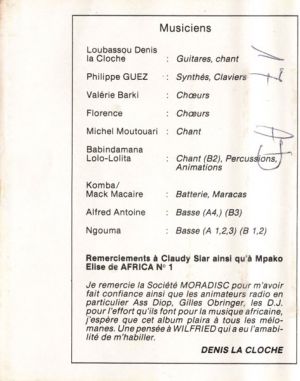 Musiciens
Loubassou Denis
la Cloche : Guitares, chant
Philippe GUEZ : Synthés, Claviers
Valérie Barki : Chœurs
Florence : Chœurs
Michel Moutouari : Chant
Babindamana
Lolo-Lolita : Chant (B2), Percussions,
Animations
Komba/
Mack Macaire : Batterie, Maracas
Alfred Antoine : Basse (A4,) (B3)
Ngouma : Basse (A 1,2,3) (B 1,2)
Remerciements à Claudy Siar ainsi qu'à Mpako
Elise de AFRICA N° 1
Je remercie la Société MORADISC pour m'avoir
fait confiance ainsi que les animateurs radio en
particulier Ass Diop, Gilles Obringer, les D.J.
pour l'effort qu'ils font pour la musique africaine,
j'espère que cet album plaira à tous les mélo-
manes. Une pensée à WILFRIED qui a eu l'amabi-
lité de m'habiller.
DENIS LA CLOCHE